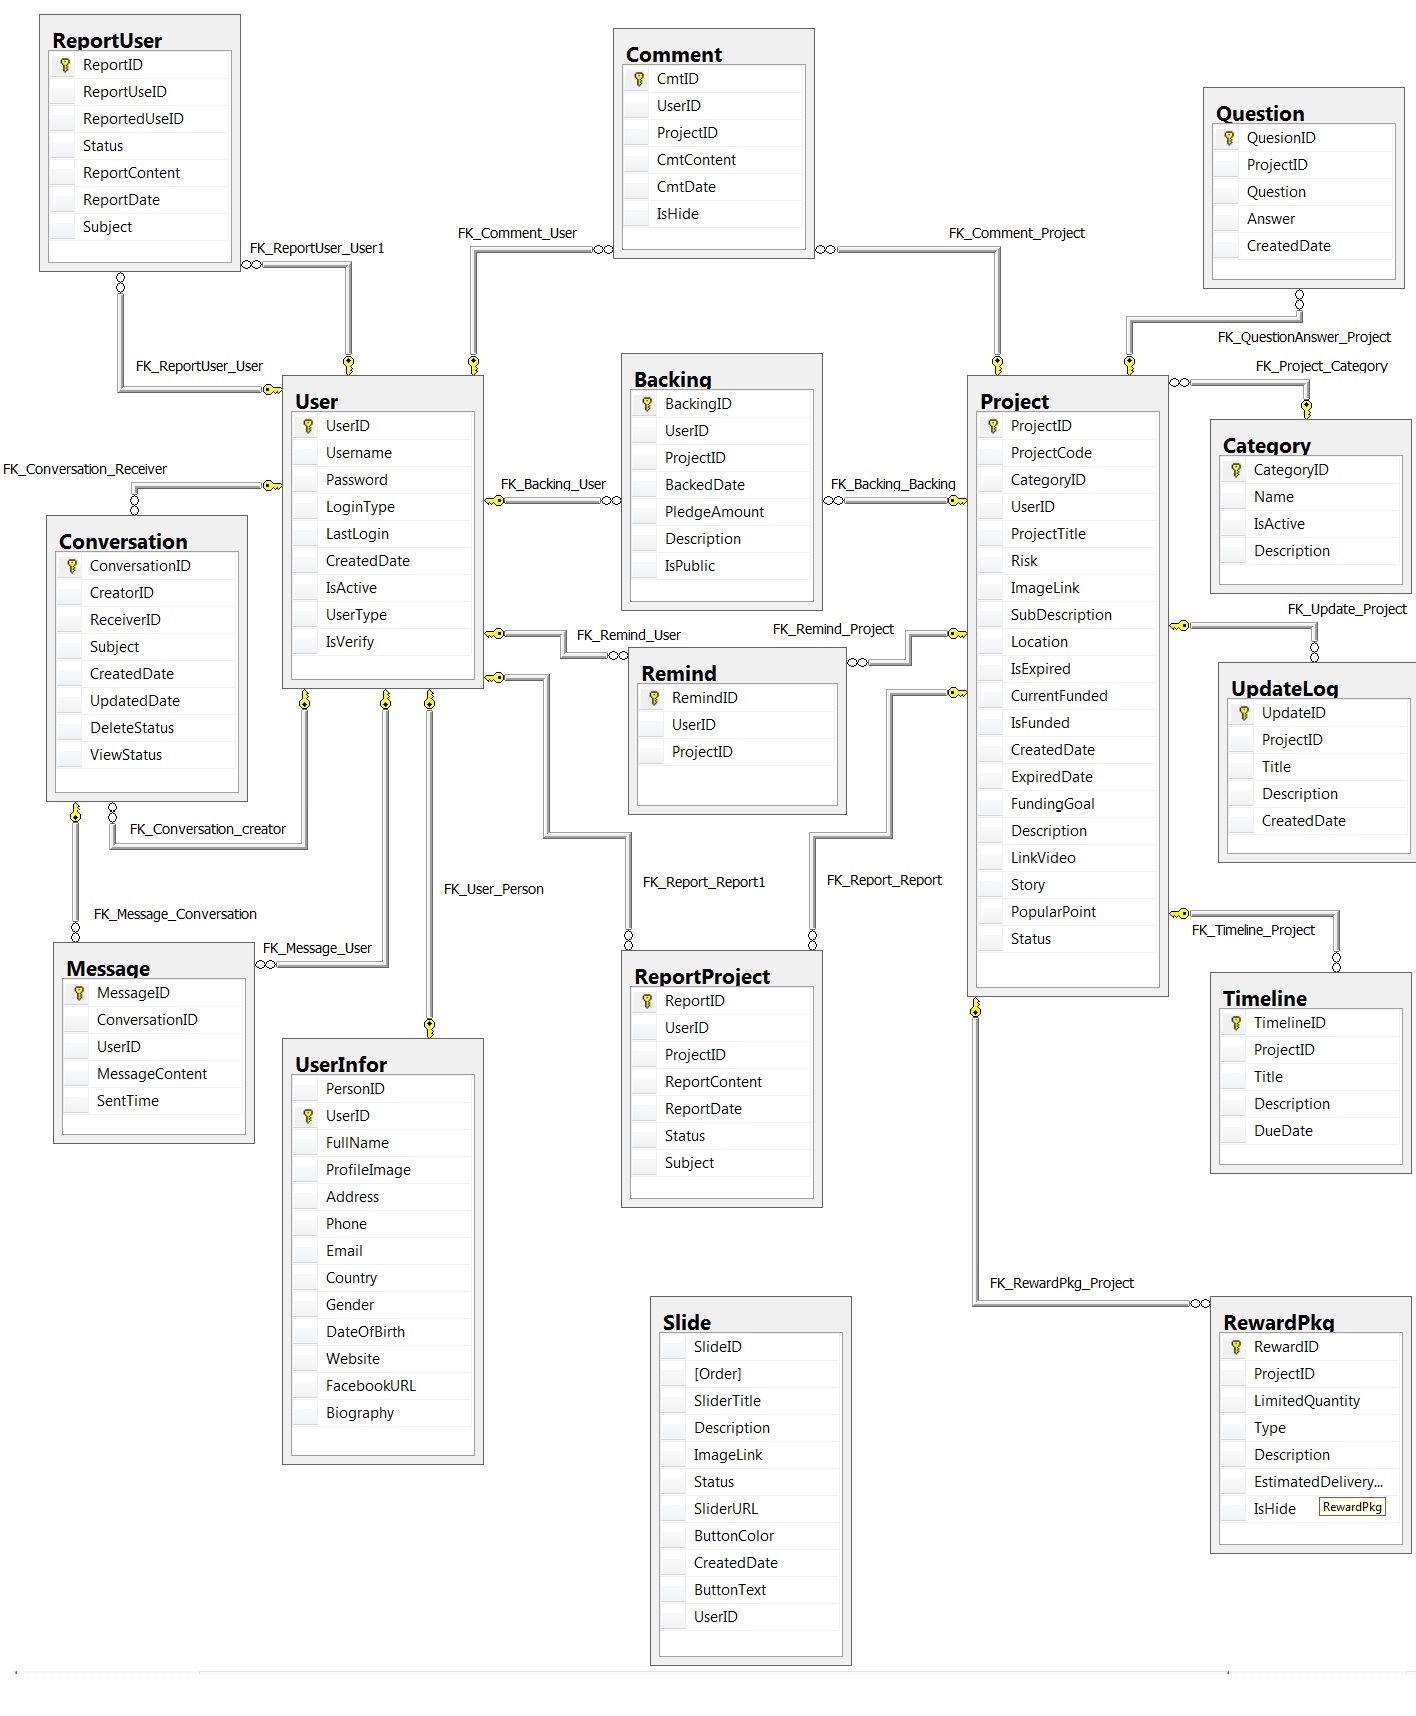 ReportUser
ReportID
ReportUseID
ReportedUseID
Status
ReportContent
ReportDate
Subject
Comment
CmtID
UserID
ProjectID
CmtContent
CmtDate
IsHide
Question
QuesionID
ProjectID
Question
Answer
CreatedDate
FK_ReportUser_User1
FK_Comment_User
FK_Comment_Project
FK_QuestionAnswer_Project
FK_ReportUser_User
FK_Project_Category
User
UserID
Username
Password
LoginType
LastLogin
CreatedDate
IsActive
UserType
IsVerify
Backing
BackingID
UserID
ProjectID
BackedDate
PledgeAmount
Description
IsPublic
Project
ProjectID
ProjectCode
CategoryID
UserID
ProjectTitle
Risk
ImageLink
SubDescription
Location
IsExpired
CurrentFunded
IsFunded
CreatedDate
ExpiredDate
FundingGoal
Description
LinkVideo
Story
PopularPoint
Status
Category
CategoryID
Name
IsActive
Description
FK_Conversation_Receiver
FK_Backing_User
FK_Backing_Backing
Conversation
ConversationID
CreatorID
ReceiverID
Subject
CreatedDate
UpdatedDate
DeleteStatus
ViewStatus
FK_Update_Project
FK_Remind_User
FK_Remind_Project
Remind
RemindID
UserID
ProjectID
UpdateLog
UpdateID
ProjectID
Title
Description
CreatedDate
FK_Conversation_creator
FK_User_Person
FK_Report_Report1
FK_Report_Report
FK_Message_Conversation
FK_Message_User
FK_Timeline_Project
Message
MessageID
ConversationID
UserID
MessageContent
SentTime
ReportProject
ReportID
UserID
ProjectID
ReportContent
ReportDate
Status
Subject
Timeline
TimelineID
ProjectID
Title
Description
DueDate
UserInfor
PersonID
UserID
FullName
ProfileImage
Address
Phone
Email
Country
Gender
DateOfBirth
Website
FacebookURL
Biography
FK_RewardPkg_Project
Slide
SlideID
[Order]
SliderTitle
Description
ImageLink
Status
SliderURL
ButtonColor
CreatedDate
ButtonText
UserID
RewardPkg
RewardID
ProjectID
LimitedQuantity
Type
Description
EstimatedDelivery...
IsHide
RewardPkg